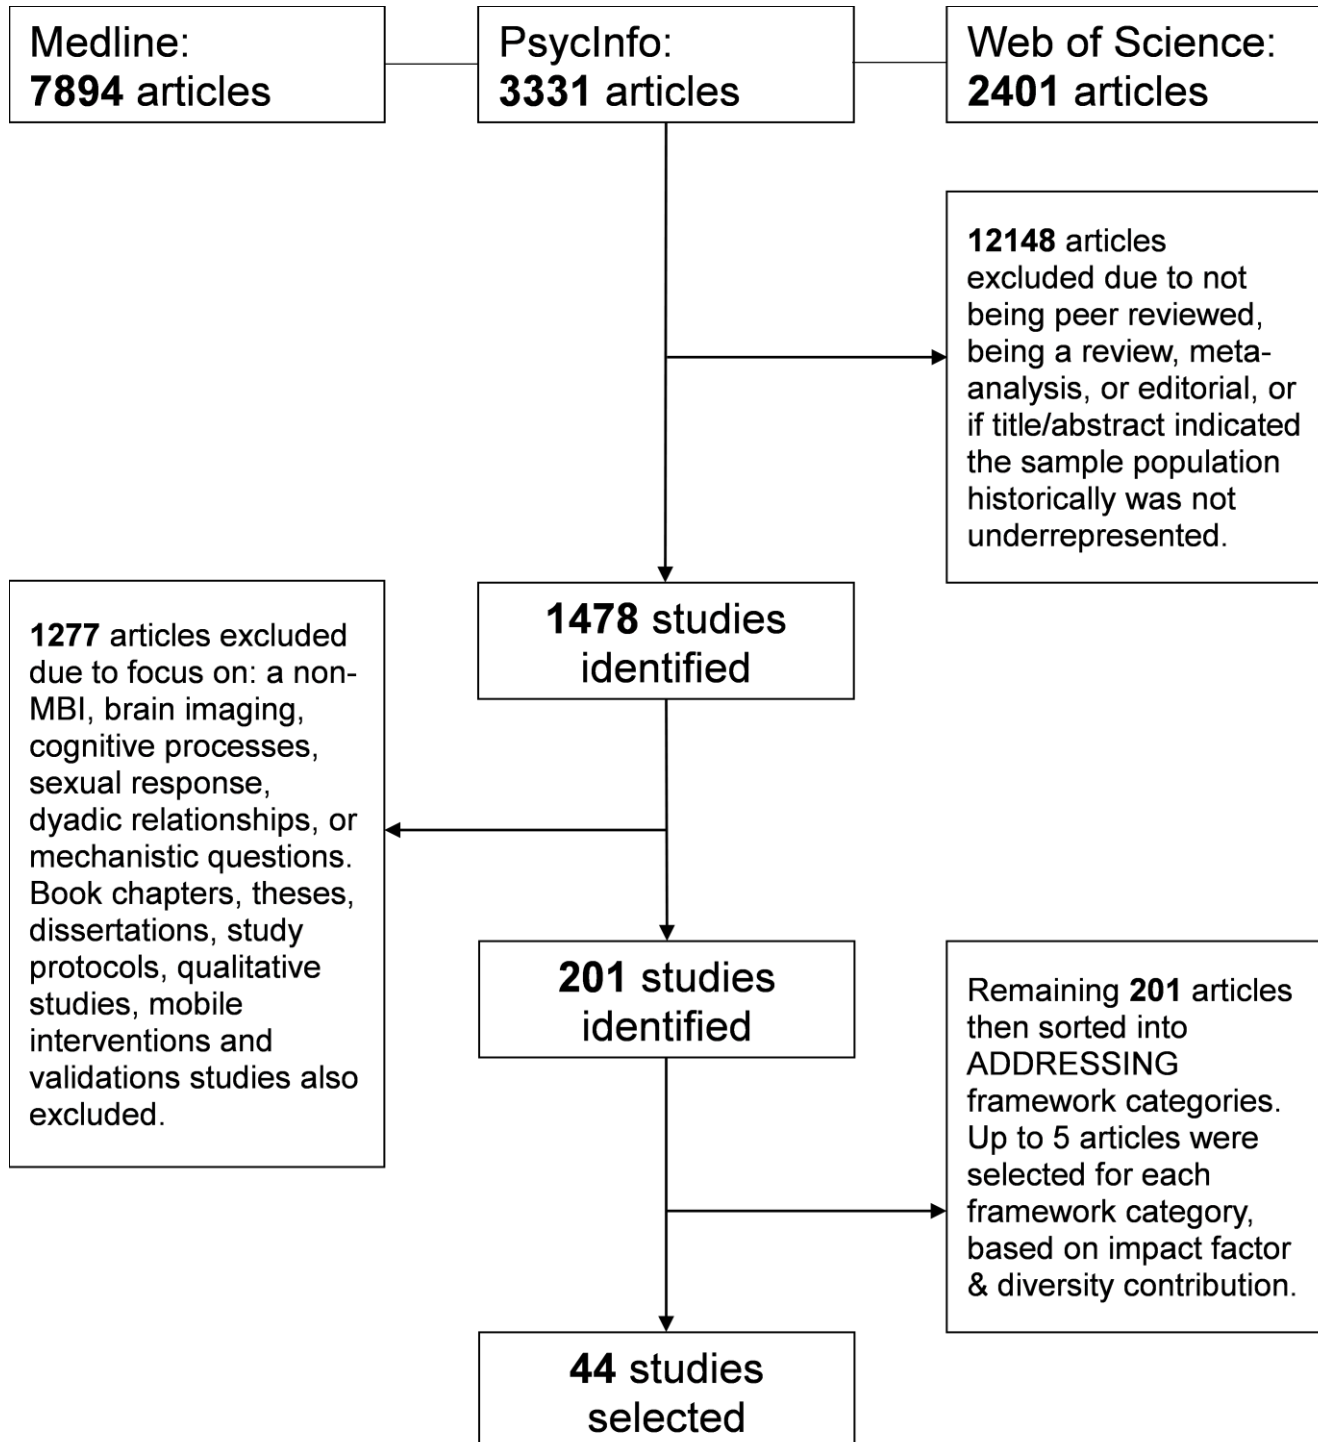 Medline:
7894 articles
PsycInfo:
3331 articles
Web of Science:
2401 articles
12148 articles
excluded due to not
being peer reviewed,
being a review, meta-
analysis, or editorial, or
if title/abstract indicated
the sample population
historically was not
underrepresented.
1478 studies
identified
1277 articles excluded
due to focus on: a non-
MBI, brain imaging,
cognitive processes,
sexual response,
dyadic relationships, or
mechanistic questions.
Book chapters, theses,
dissertations, study
protocols, qualitative
studies, mobile
interventions and
validations studies also
excluded.
201 studies
identified
Remaining 201 articles
then sorted into
ADDRESSING
framework categories.
Up to 5 articles were
selected for each
framework category,
based on impact factor
& diversity contribution.
44 studies
selected